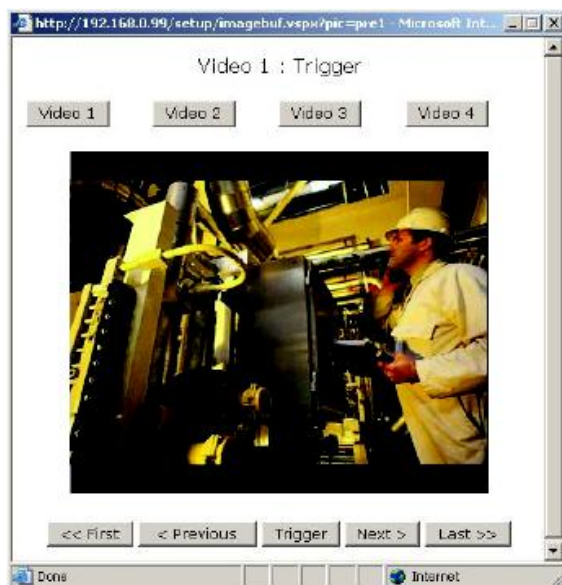 http://192.168.0.99/setup/imagebuf.vspx?pic=pre1 - Microsoft Int...
Video 1 : Trigger
Video 1 Video 2 Video 3 Video 4
<< First < Previous Trigger Next > Last >>
Done Internet